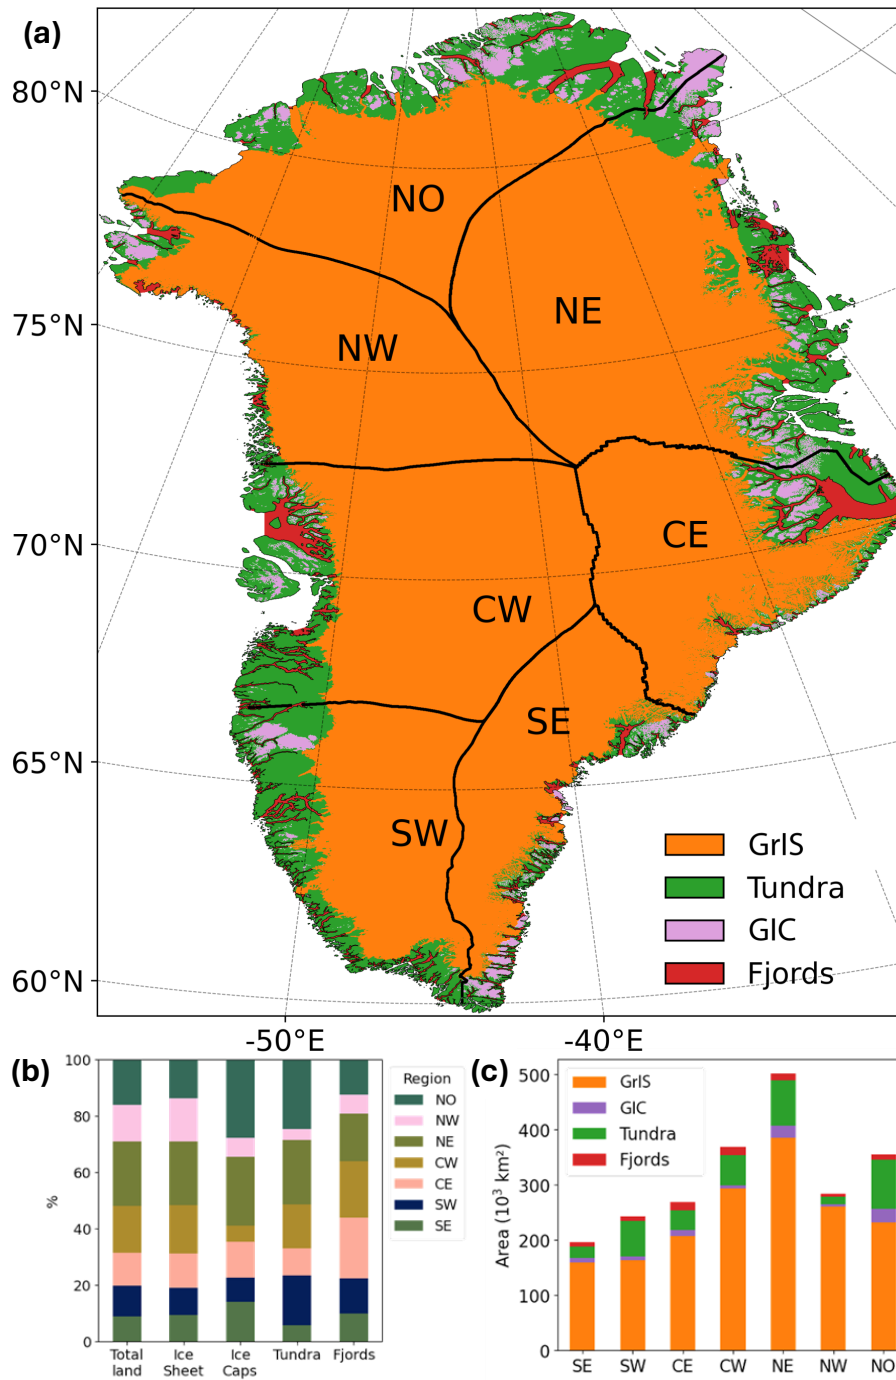 (a)
80°N
75°N
70°N
65°N
60°N
-50°E
-40°E
NO
NE
NW
CE
CW
SE
SW
GrIS
Tundra
GIC
Fjords
(b)
100
80
60
40
20
0
%
Total
land
Ice
Sheet
Ice
Caps
Tundra
Fjords
Region
NO
NW
NE
CW
CE
SW
SE
(c)
500
400
300
200
100
0
Area (10³ km²)
GrIS
GIC
Tundra
Fjords
SE
SW
CE
CW
NE
NW
NO